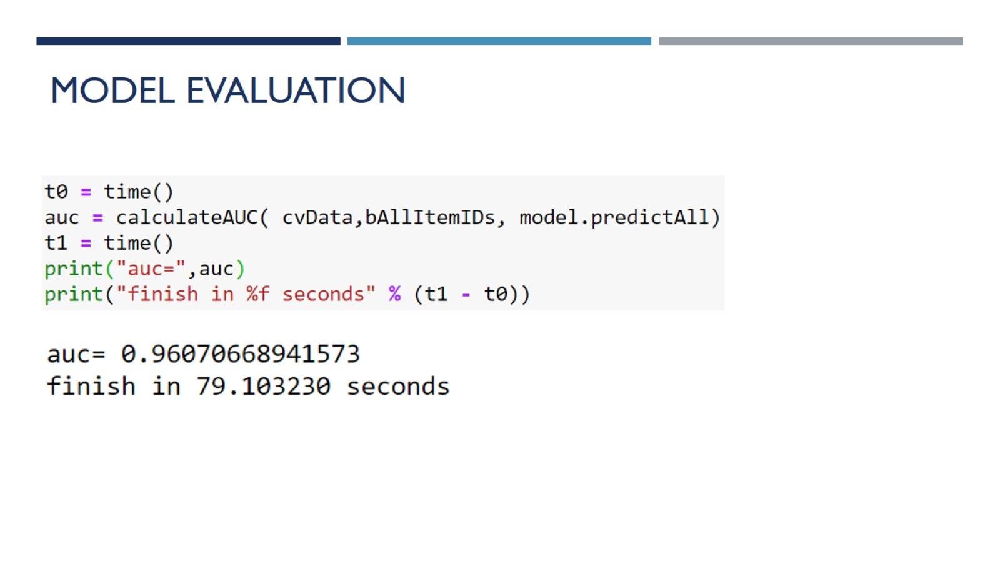 MODEL EVALUATION
t0 = time()
auc = calculateAUC( cvData,bAllItemIDs, model.predictAll)
t1 = time()
print("auc=",auc)
print("finish in %f seconds" % (t1 - t0))
auc= 0.96070668941573
finish in 79.103230 seconds